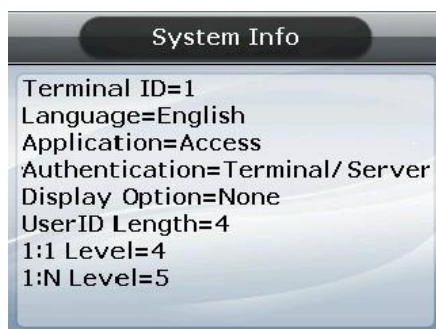 System Info
Terminal ID=1
Language=English
Application=Access
Authentication=Terminal/Server
Display Option=None
UserID Length=4
1:1 Level=4
1:N Level=5